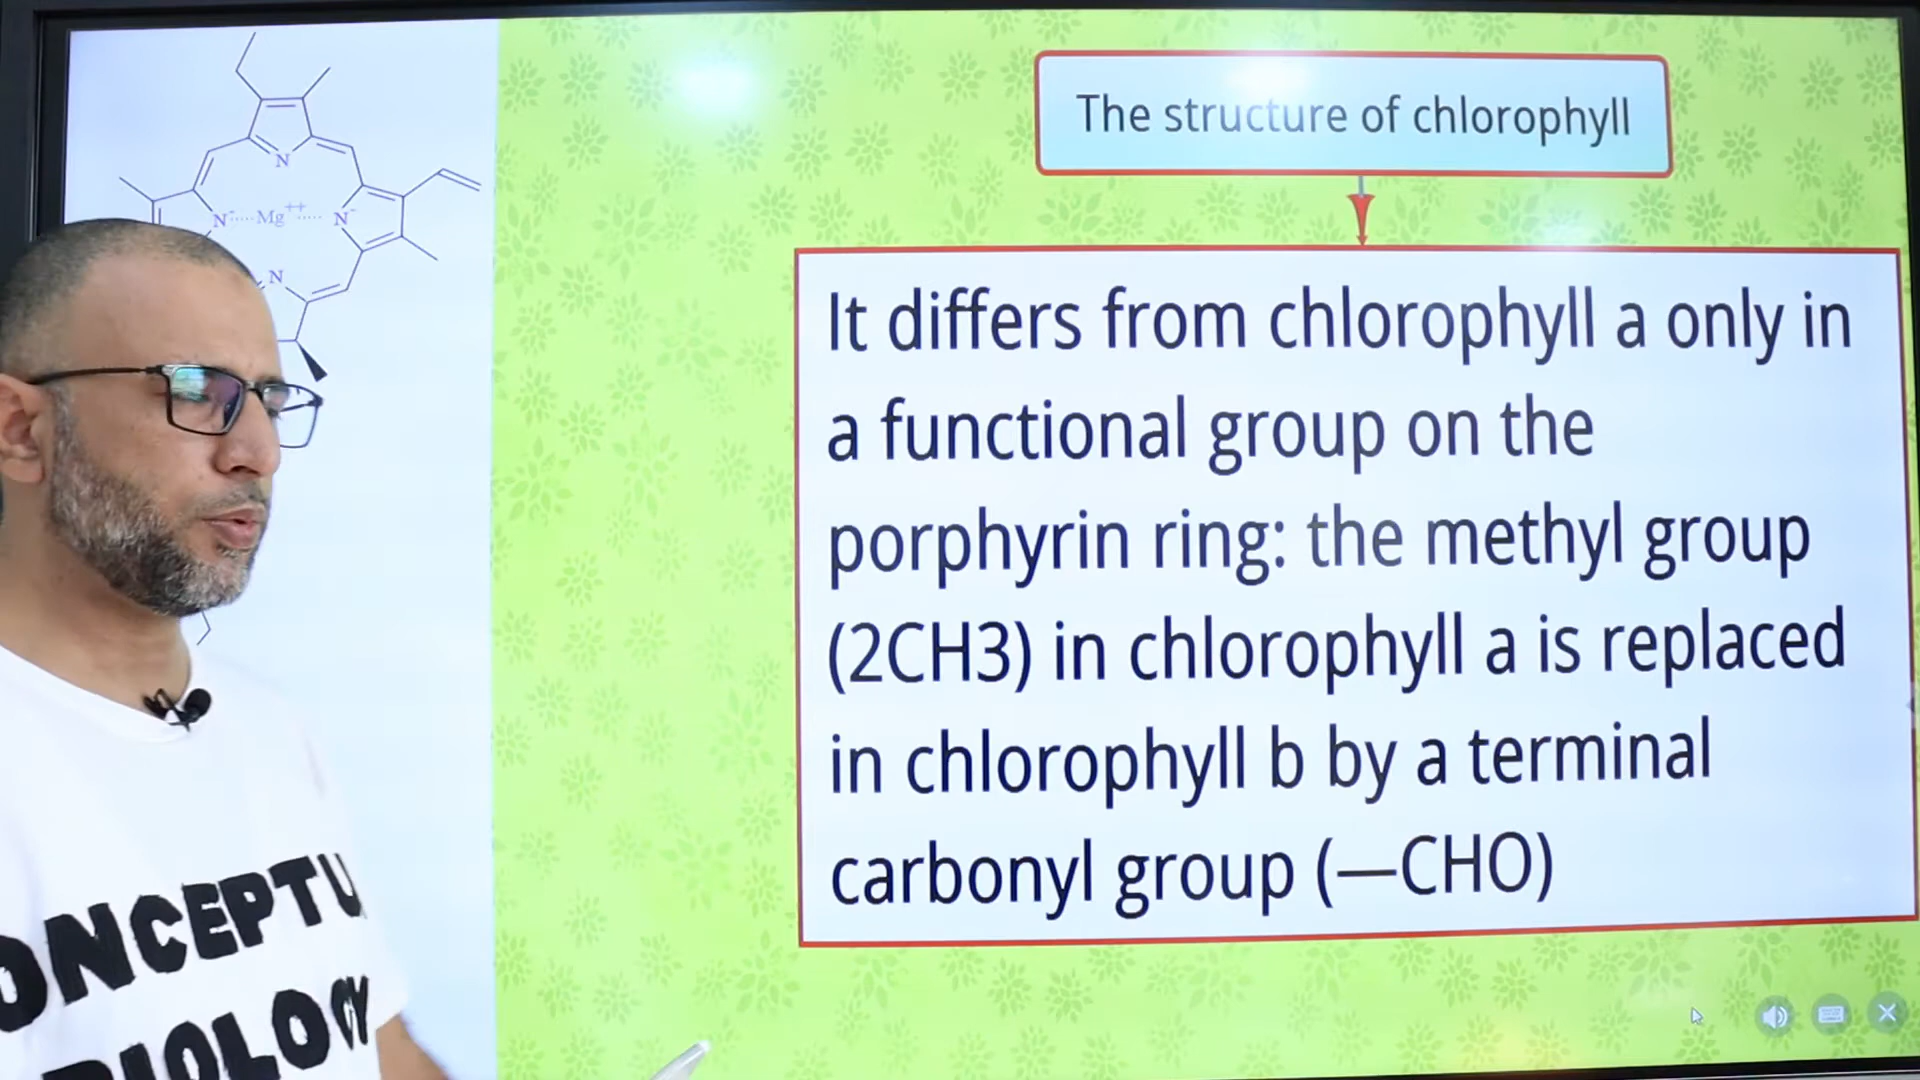 The structure of chlorophyll
It differs from chlorophyll a only in
a functional group on the
porphyrin ring: the methyl group
(2CH3) in chlorophyll a is replaced
in chlorophyll b by a terminal
carbonyl group (—CHO)
N
N⁻ Mg⁺⁺ N⁻
N
ONCEPTU
BIOLOGY